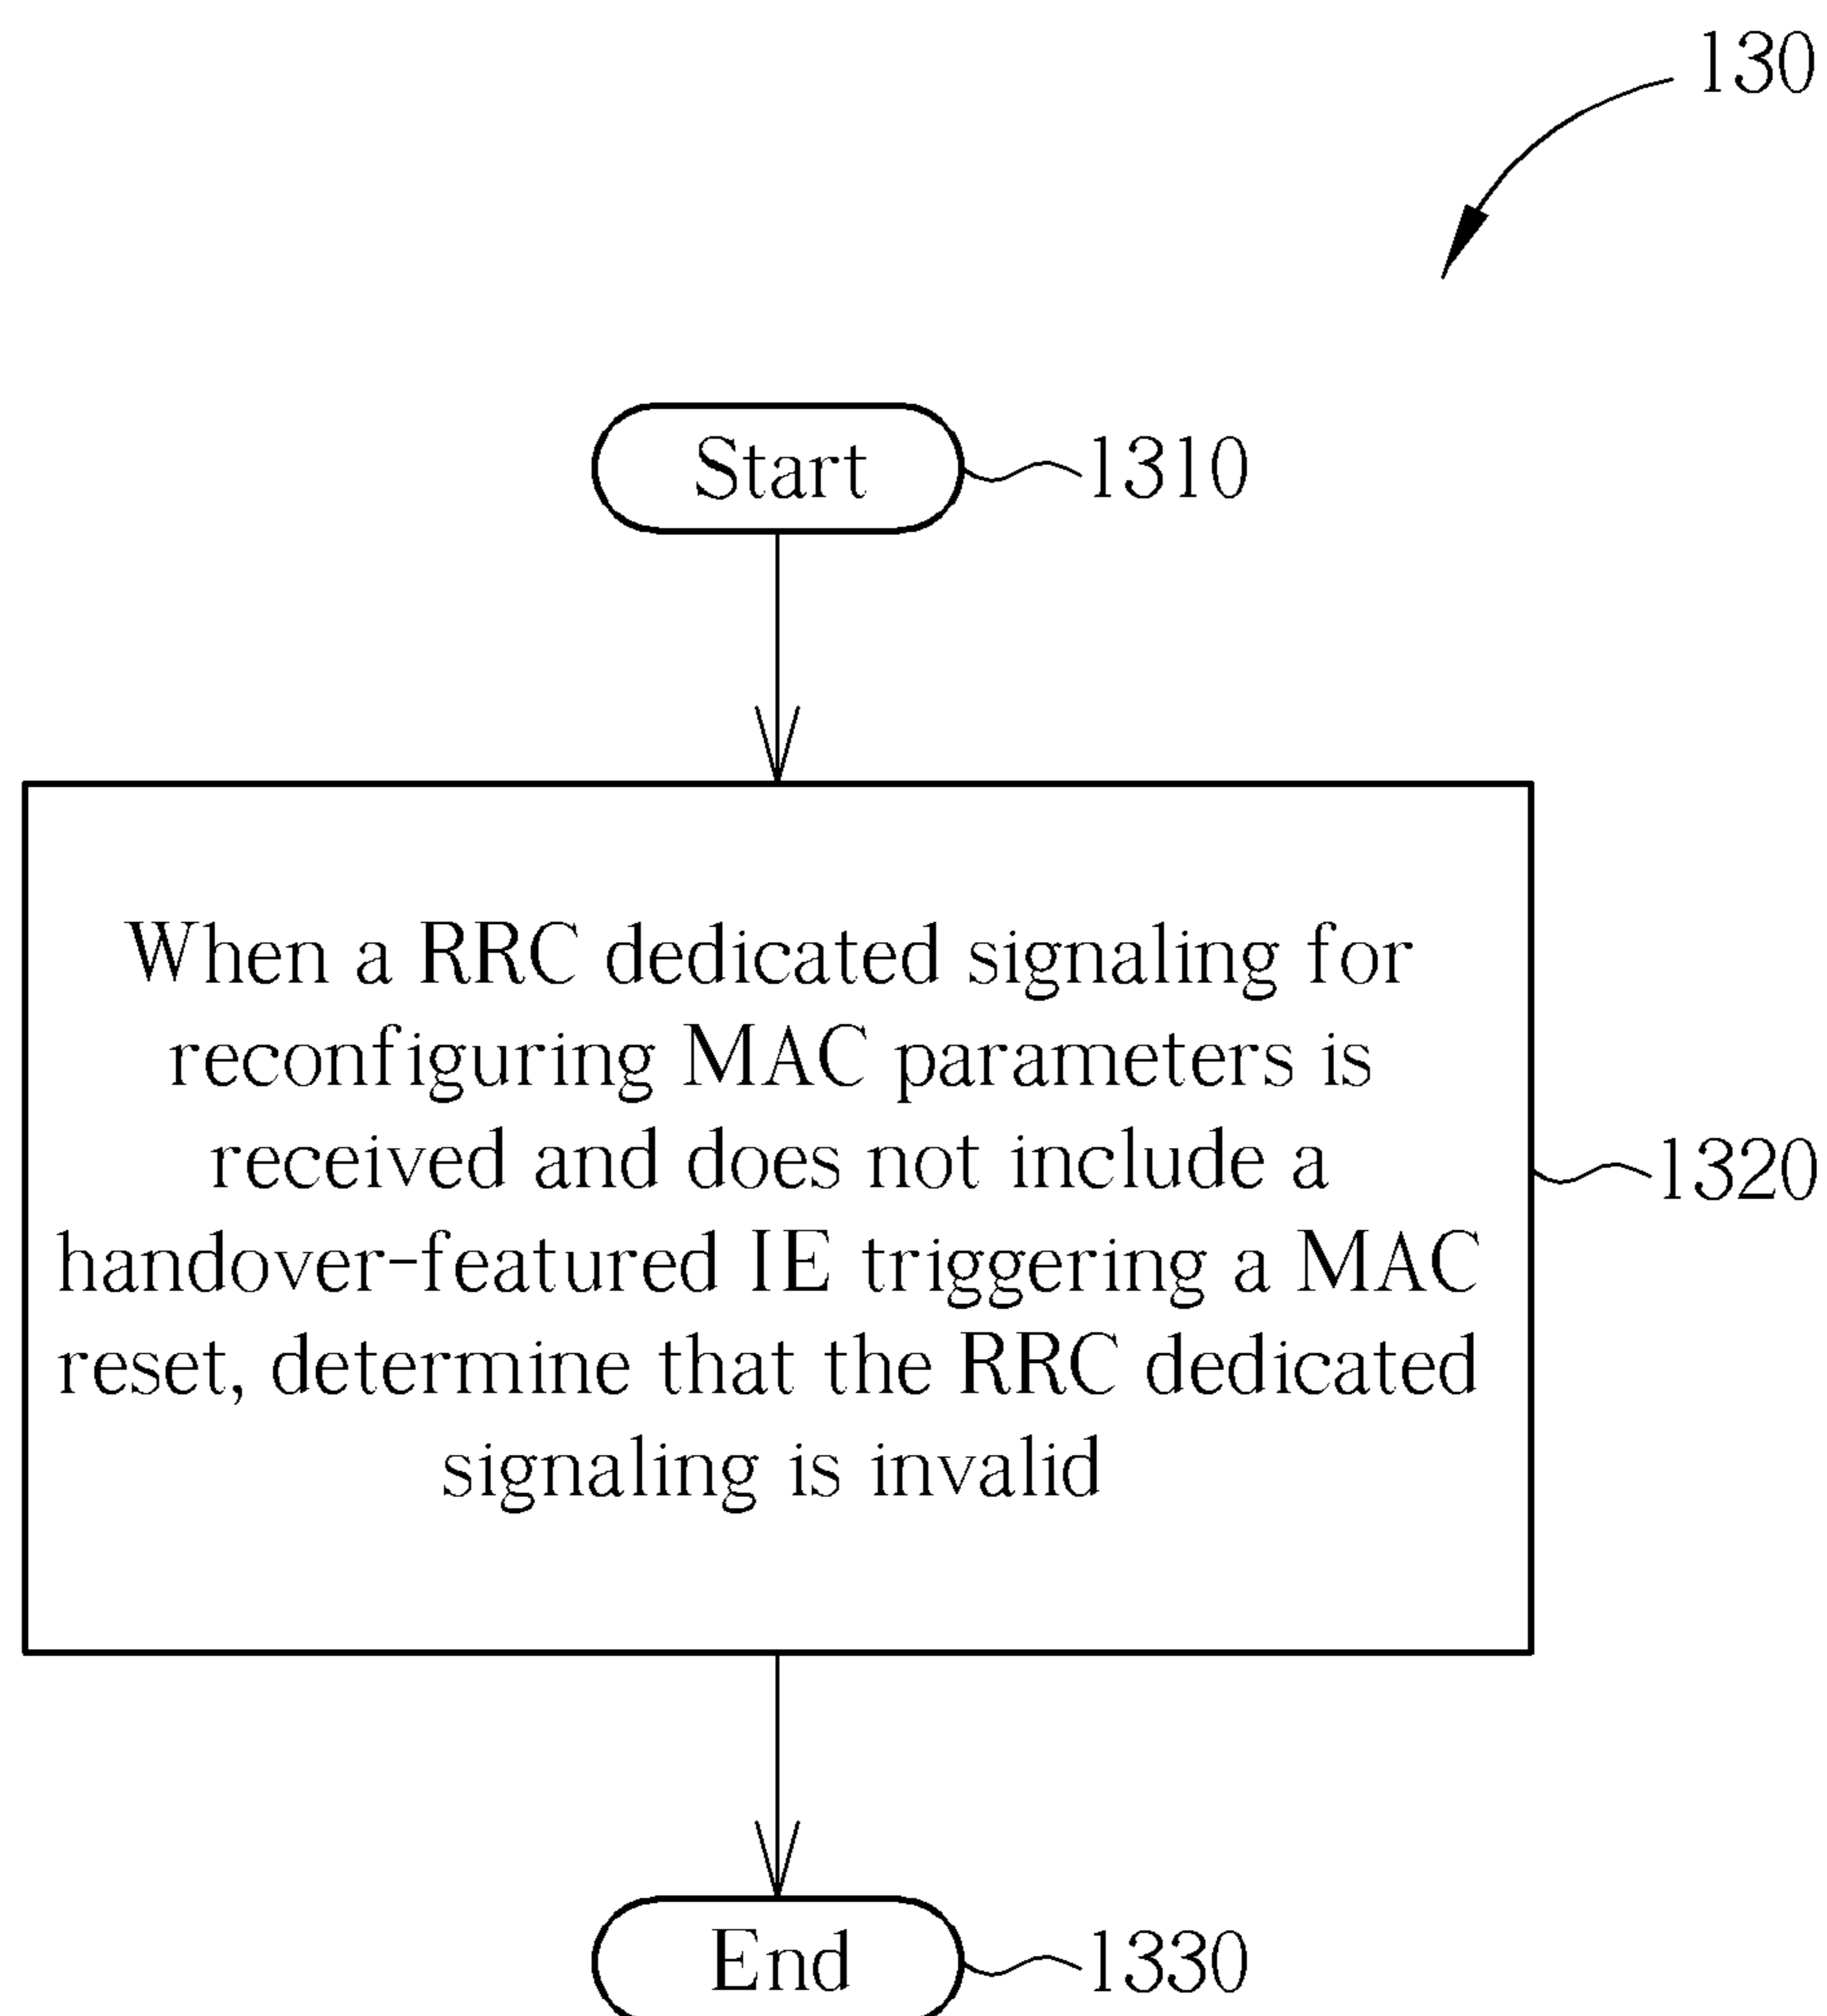 130
Start
1310
When a RRC dedicated signaling for
reconfiguring MAC parameters is
received and does not include a
handover-featured IE triggering a MAC
reset, determine that the RRC dedicated
signaling is invalid
1320
End
1330